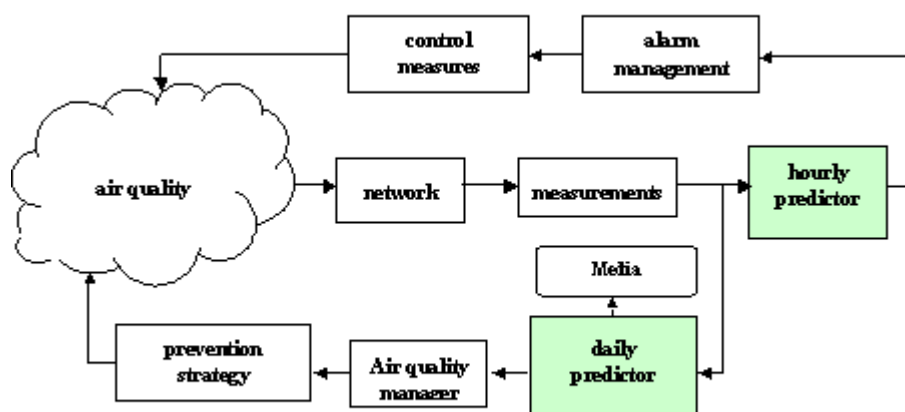 control
measures
alarm
management
air quality
network
measurements
hourly
predictor
Media
prevention
strategy
Air quality
manager
daily
predictor